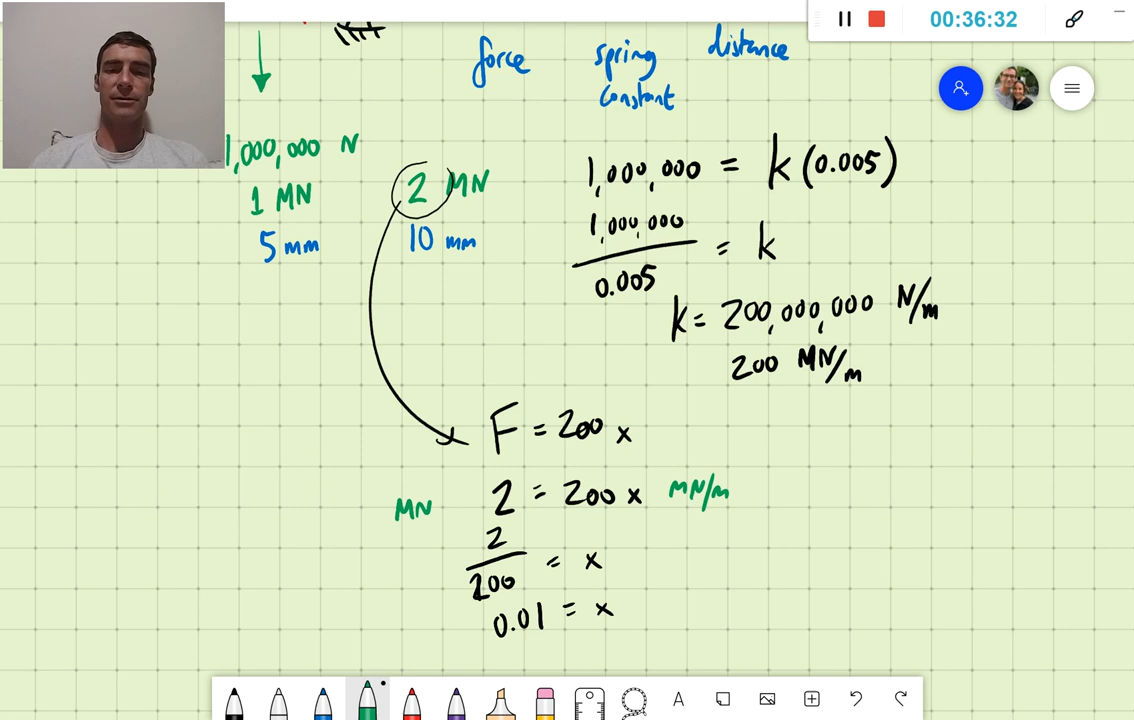 00:36:32
force spring constant distance
1,000,000 N
1 MN
5 mm
2 MN
10 mm
1,000,000 = k (0.005)
1,000,000 / 0.005 = k
k = 200,000,000 N/m
200 MN/m
F = 200 x
MN 2 = 200 x MN/m
2 / 200 = x
0.01 = x
A